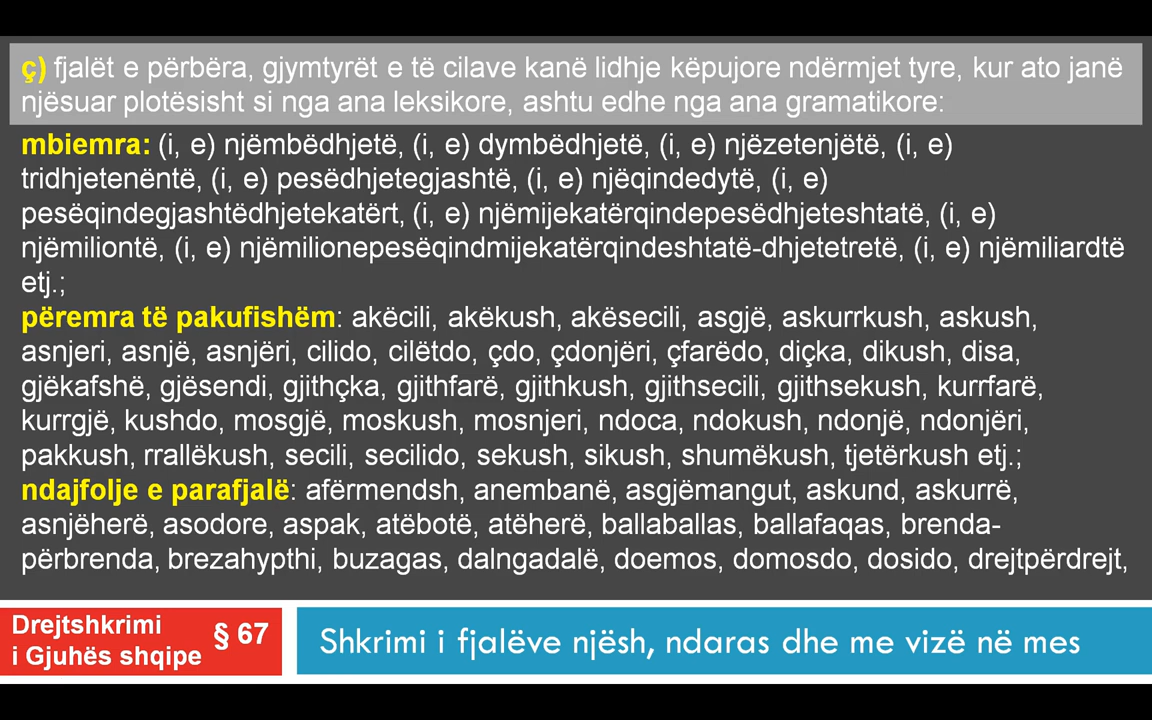 ç) fjalët e përbëra, gjymtyrët e të cilave kanë lidhje këpujore ndërmjet tyre, kur ato janë
njësuar plotësisht si nga ana leksikore, ashtu edhe nga ana gramatikore:
mbiemra: (i, e) njëmbëdhjetë, (i, e) dymbëdhjetë, (i, e) njëzetenjëtë, (i, e)
tridhjetenëntë, (i, e) pesëdhjetegjashtë, (i, e) njëqindedytë, (i, e)
pesëqindegjashtëdhjetekatërt, (i, e) njëmijekatërqindepesëdhjeteshtatë, (i, e)
njëmiliontë, (i, e) njëmilionepesëqindmijekatërqindeshtatë-dhjetetretë, (i, e) njëmiliardtë
etj.;
përemra të pakufishëm: akëcili, akëkush, akësecili, asgjë, askurrkush, askush,
asnjeri, asnjë, asnjëri, cilido, cilëtdo, çdo, çdonjëri, çfarëdo, diçka, dikush, disa,
gjëkafshë, gjësendi, gjithçka, gjithfarë, gjithkush, gjithsecili, gjithsekush, kurrfarë,
kurrgjë, kushdo, mosgjë, moskush, mosnjeri, ndoca, ndokush, ndonjë, ndonjëri,
pakkush, rrallëkush, secili, secilido, sekush, sikush, shumëkush, tjetërkush etj.;
ndajfolje e parafjalë: afërmendsh, anembanë, asgjëmangut, askund, askurrë,
asnjëherë, asodore, aspak, atëbotë, atëherë, ballaballas, ballafaqas, brenda-
përbrenda, brezahypthi, buzagas, dalngadalë, doemos, domosdo, dosido, drejtpërdrejt,
Drejtshkrimi
i Gjuhës shqipe
§ 67
Shkrimi i fjalëve njësh, ndaras dhe me vizë në mes